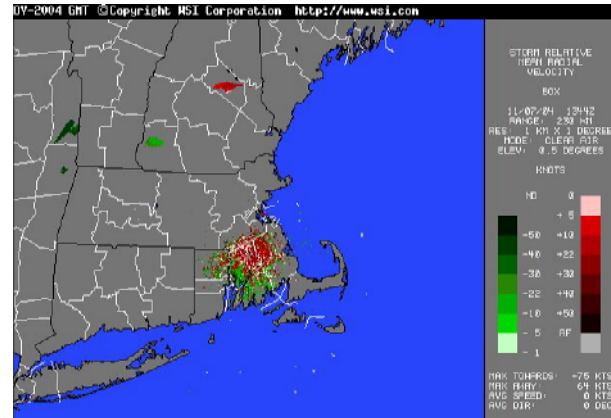 OV-2004 GMT ©Copyright WSI Corporation http://www.wsi.com
STORM RELATIVE
MEAN RADIAL
VELOCITY
BOX
11/07/04 1344Z
RANGE: 230 KM
RES: 1 KM X 1 DEGREE
MODE: CLEAR AIR
ELEV: 0.5 DEGREES
KNOTS
ND 0
+ 5
-50 +10
-40 +22
-30 +30
-22 +40
-10 +50
- 5 RF
- 1
MAX TOWARDS: -75 KTS
MAX AWAY: 64 KTS
AVG SPEED: 0 KTS
AVG DIR: 0 DEG